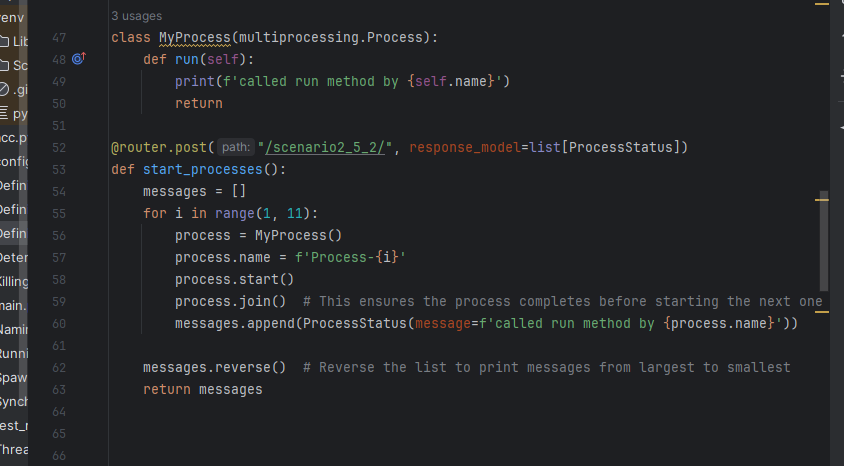 3 usages
47 class MyProcess(multiprocessing.Process):
48 def run(self):
49 print(f'called run method by {self.name}')
50 return
51
52 @router.post( path: "/scenario2_5_2/", response_model=list[ProcessStatus])
53 def start_processes():
54 messages = []
55 for i in range(1, 11):
56 process = MyProcess()
57 process.name = f'Process-{i}'
58 process.start()
59 process.join()  # This ensures the process completes before starting the next one
60 messages.append(ProcessStatus(message=f'called run method by {process.name}'))
61
62 messages.reverse()  # Reverse the list to print messages from largest to smallest
63 return messages
64
65
66
venv
Lib
Sc
.gi
py
acc.p
config
Defin
Defin
Defin
Deter
Killing
main.
Namin
Runni
Spaw
Synch
test_r
Threa